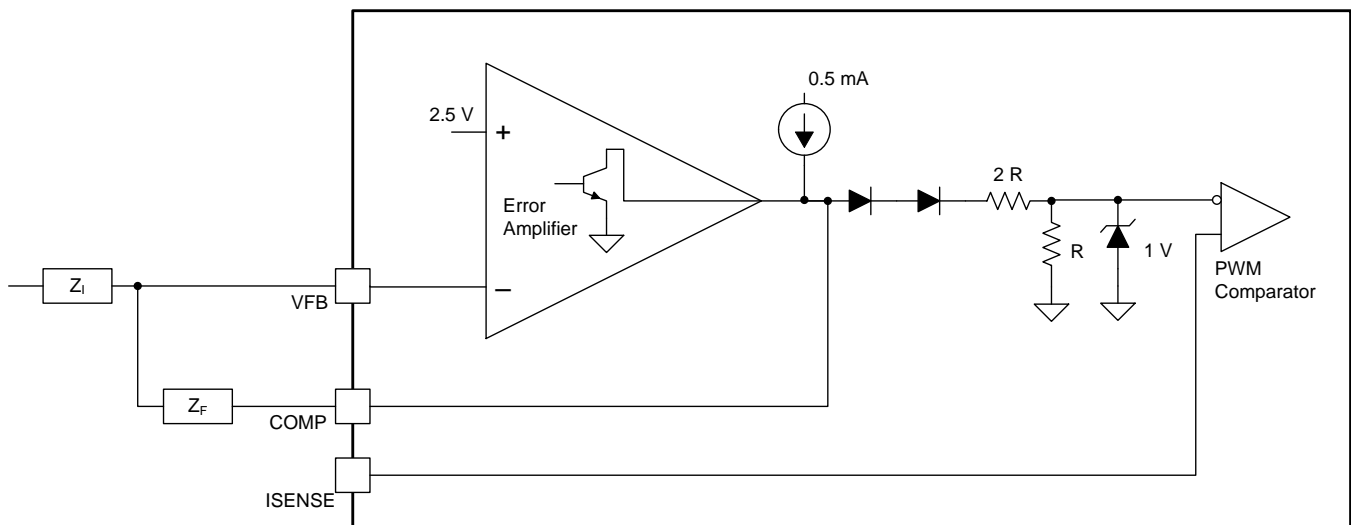 0.5 mA
2.5 V
+
2 R
Error
Amplifier
R
1 V
PWM
Comparator
Z_I
VFB
−
Z_F
COMP
ISENSE